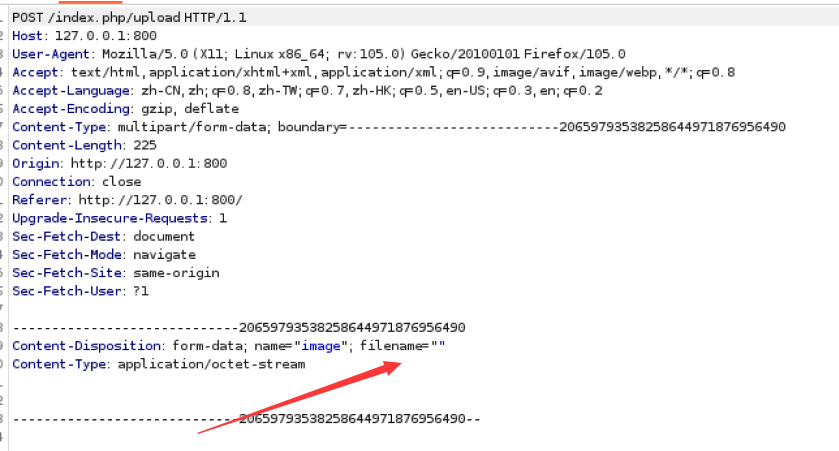 POST /index.php/upload HTTP/1.1
Host: 127.0.0.1:800
User-Agent: Mozilla/5.0 (X11; Linux x86_64; rv:105.0) Gecko/20100101 Firefox/105.0
Accept: text/html,application/xhtml+xml,application/xml;q=0.9,image/avif,image/webp,*/*;q=0.8
Accept-Language: zh-CN,zh;q=0.8,zh-TW;q=0.7,zh-HK;q=0.5,en-US;q=0.3,en;q=0.2
Accept-Encoding: gzip, deflate
Content-Type: multipart/form-data; boundary=---------------------------20659793538258644971876956490
Content-Length: 225
Origin: http://127.0.0.1:800
Connection: close
Referer: http://127.0.0.1:800/
Upgrade-Insecure-Requests: 1
Sec-Fetch-Dest: document
Sec-Fetch-Mode: navigate
Sec-Fetch-Site: same-origin
Sec-Fetch-User: ?1
-----------------------------20659793538258644971876956490
Content-Disposition: form-data; name="image"; filename=""
Content-Type: application/octet-stream
-----------------------------20659793538258644971876956490--